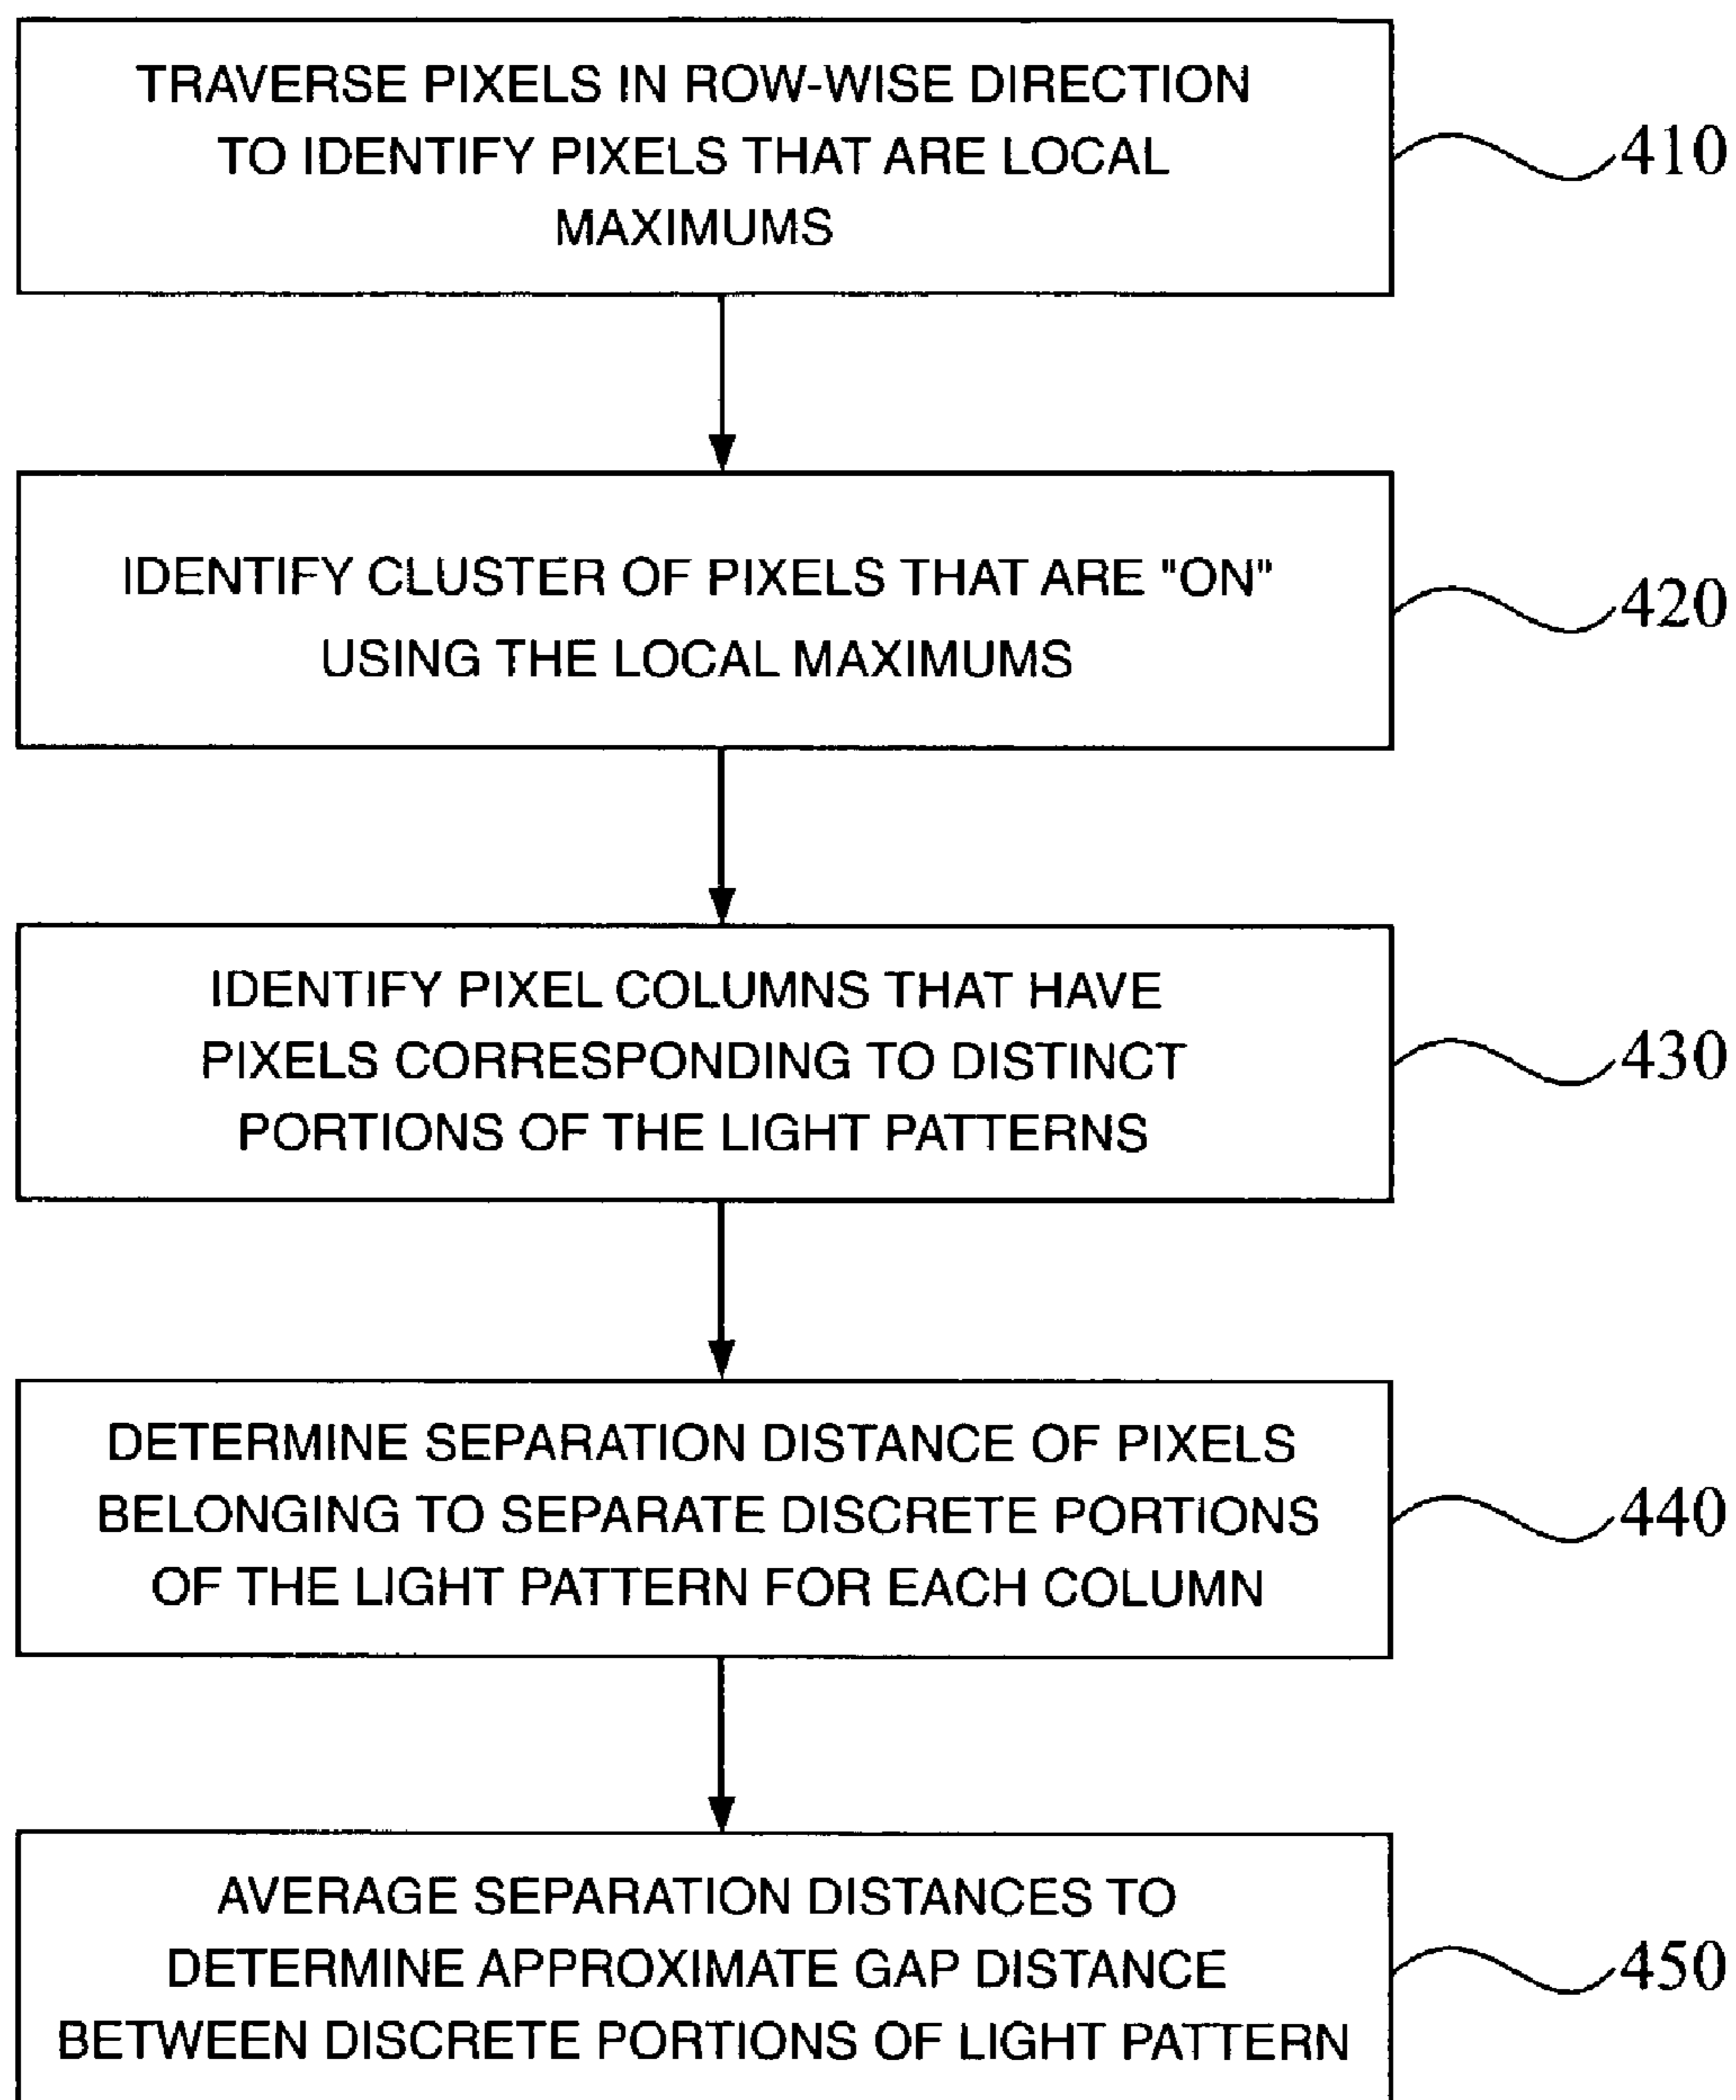 TRAVERSE PIXELS IN ROW-WISE DIRECTION
TO IDENTIFY PIXELS THAT ARE LOCAL
MAXIMUMS
410
IDENTIFY CLUSTER OF PIXELS THAT ARE "ON"
USING THE LOCAL MAXIMUMS
420
IDENTIFY PIXEL COLUMNS THAT HAVE
PIXELS CORRESPONDING TO DISTINCT
PORTIONS OF THE LIGHT PATTERNS
430
DETERMINE SEPARATION DISTANCE OF PIXELS
BELONGING TO SEPARATE DISCRETE PORTIONS
OF THE LIGHT PATTERN FOR EACH COLUMN
440
AVERAGE SEPARATION DISTANCES TO
DETERMINE APPROXIMATE GAP DISTANCE
BETWEEN DISCRETE PORTIONS OF LIGHT PATTERN
450